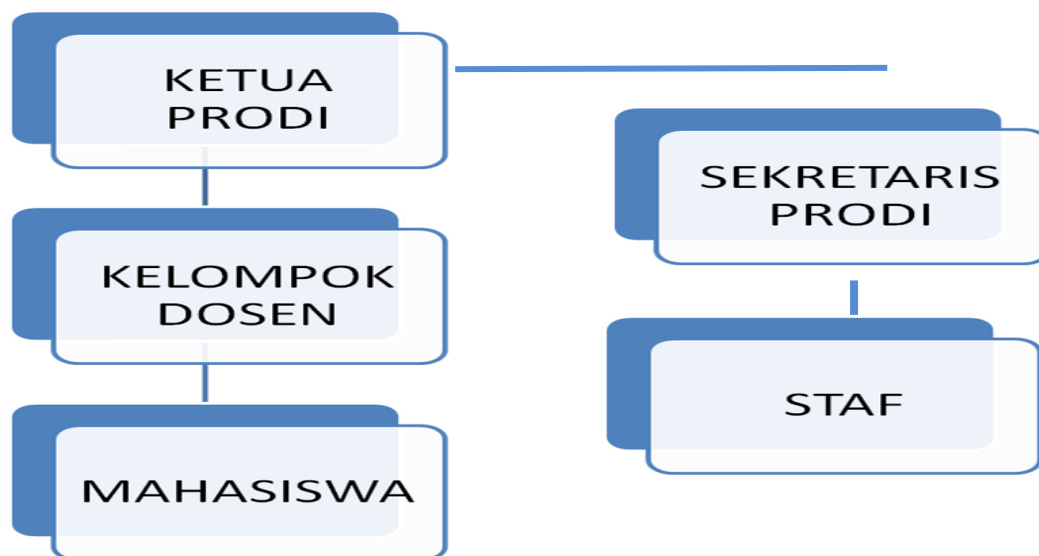 KETUA
PRODI
SEKRETARIS
PRODI
KELOMPOK
DOSEN
STAF
MAHASISWA